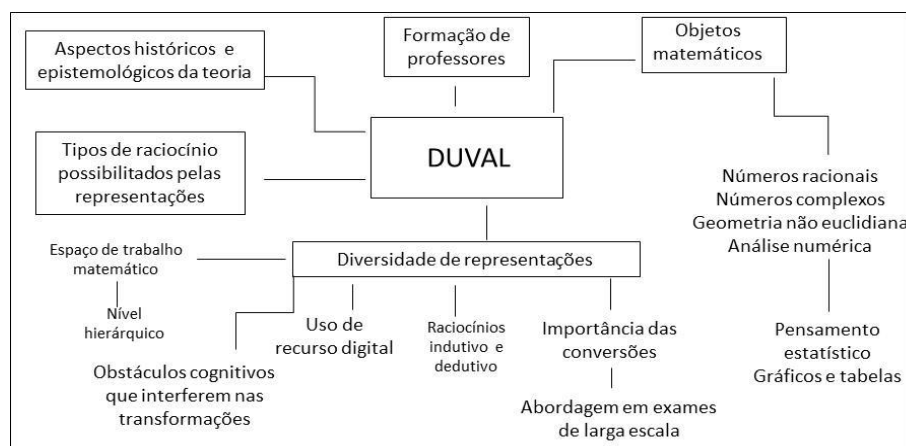 Aspectos históricos e
epistemológicos da teoria
Formação de
professores
Objetos
matemáticos
Tipos de raciocínio
possibilitados pelas
representações
DUVAL
Números racionais
Números complexos
Geometria não euclidiana
Análise numérica
Espaço de trabalho
matemático
Diversidade de representações
Nível
hierárquico
Uso de
recurso digital
Raciocínios
indutivo e
dedutivo
Importância das
conversões
Pensamento
estatístico
Gráficos e tabelas
Obstáculos cognitivos
que interferem nas
transformações
Abordagem em exames
de larga escala